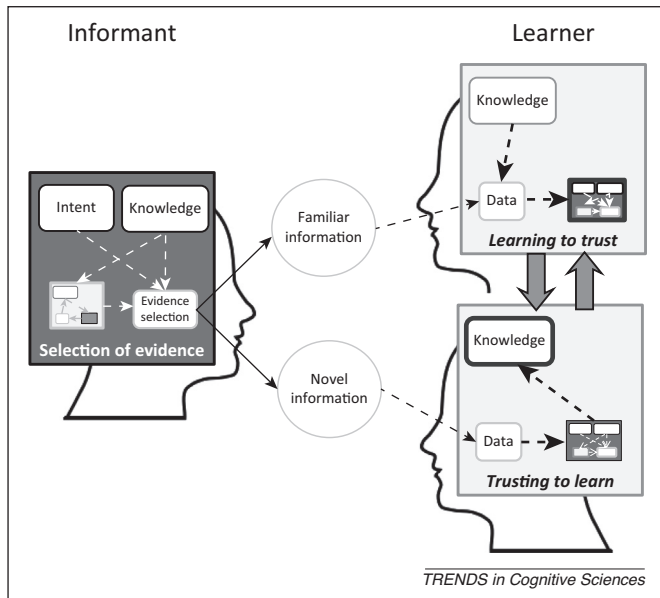 Informant
Learner
Intent
Knowledge
Evidence
selection
Selection of evidence
Familiar
information
Novel
information
Knowledge
Data
Learning to trust
Knowledge
Data
Trusting to learn
TRENDS in Cognitive Sciences